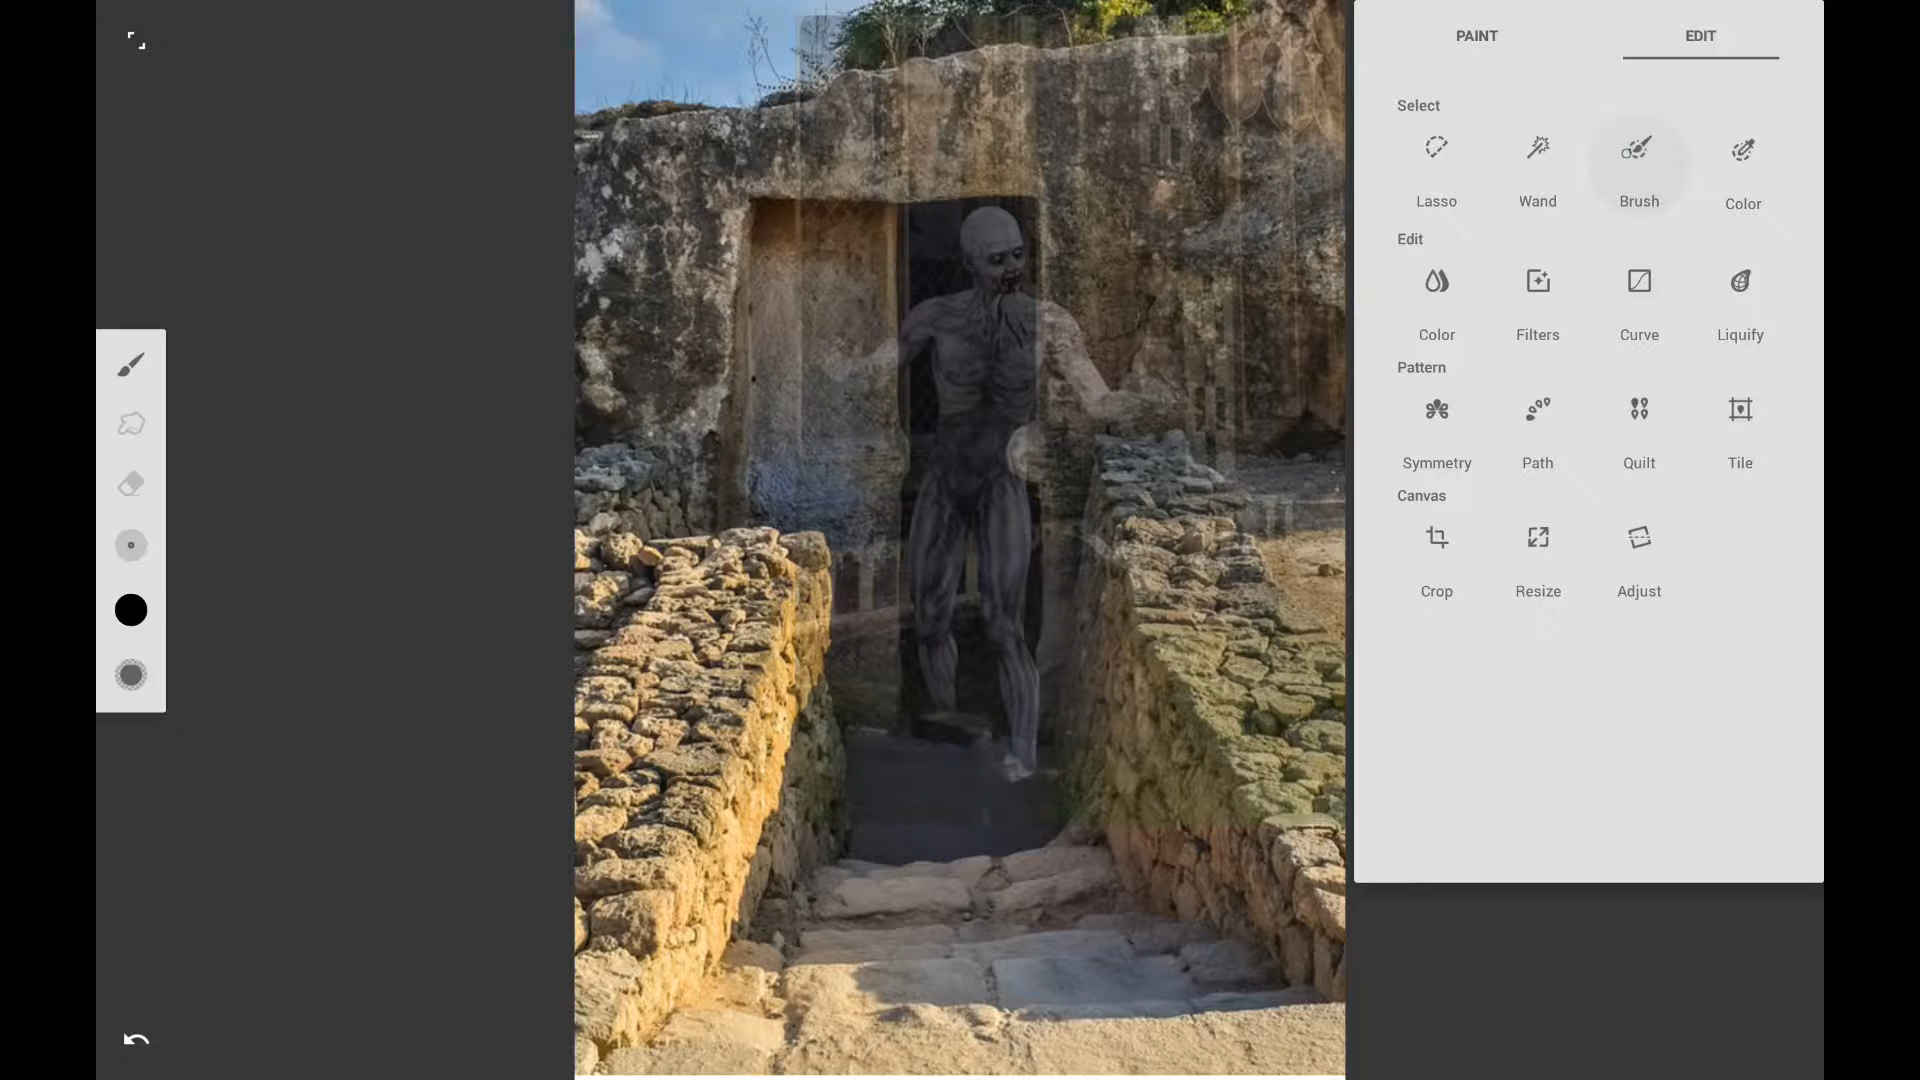 PAINT EDIT
Select
Lasso Wand Brush Color
Edit
Color Filters Curve Liquify
Pattern
Symmetry Path Quilt Tile
Canvas
Crop Resize Adjust